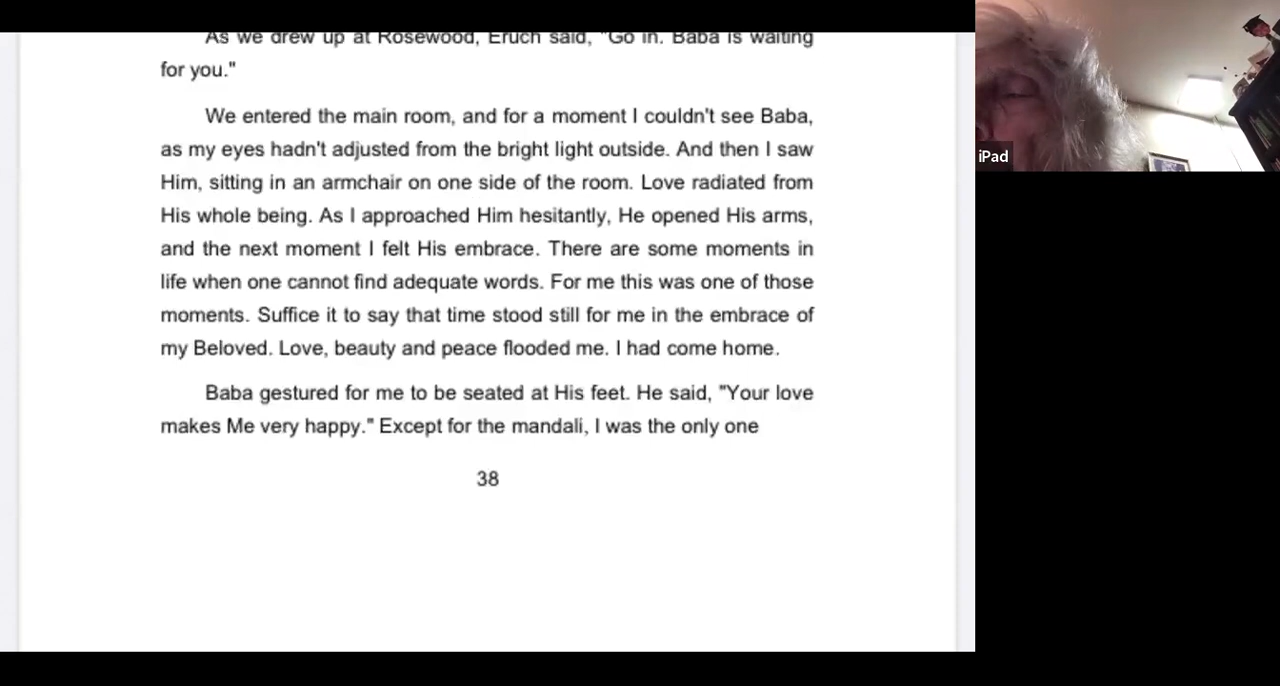 As we drew up at Rosewood, Eruch said, "Go in. Baba is waiting
for you."
We entered the main room, and for a moment I couldn't see Baba,
as my eyes hadn't adjusted from the bright light outside. And then I saw
Him, sitting in an armchair on one side of the room. Love radiated from
His whole being. As I approached Him hesitantly, He opened His arms,
and the next moment I felt His embrace. There are some moments in
life when one cannot find adequate words. For me this was one of those
moments. Suffice it to say that time stood still for me in the embrace of
my Beloved. Love, beauty and peace flooded me. I had come home.
Baba gestured for me to be seated at His feet. He said, "Your love
makes Me very happy." Except for the mandali, I was the only one
38
iPad